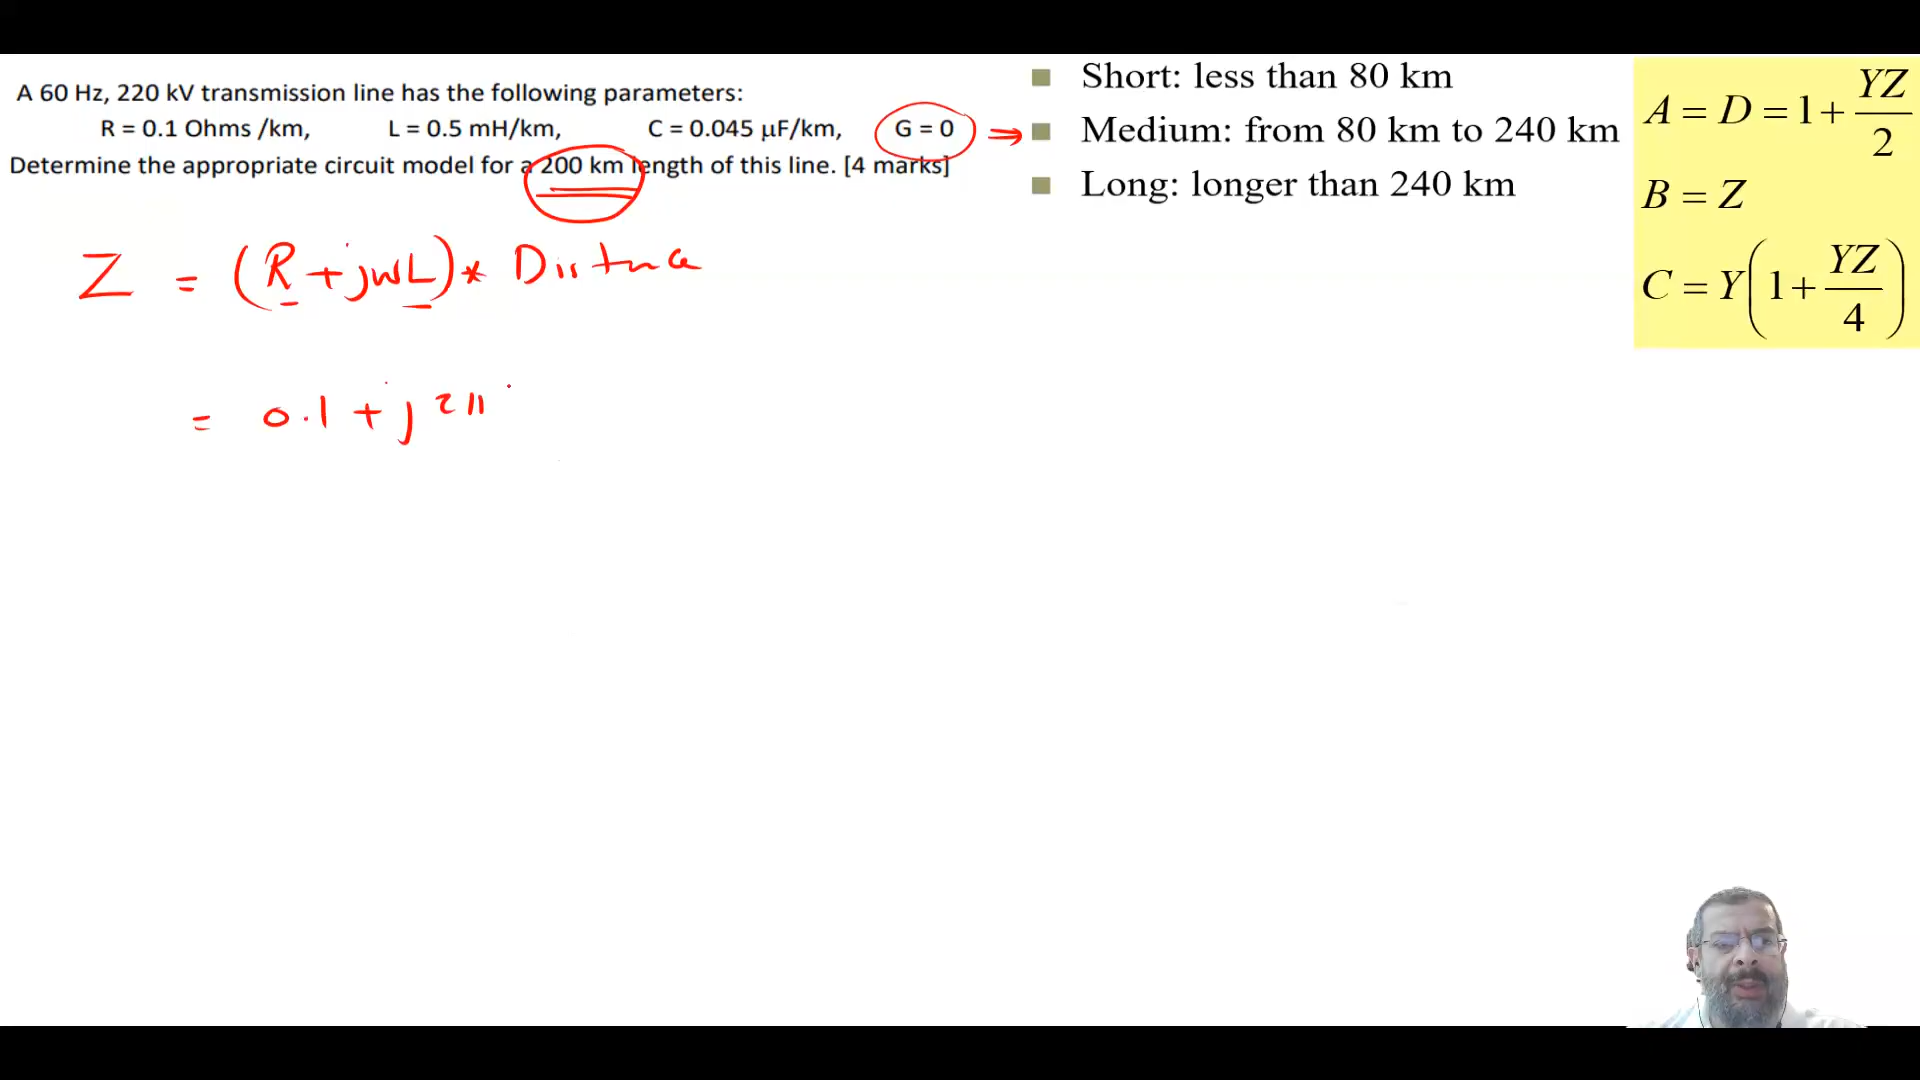 A 60 Hz, 220 kV transmission line has the following parameters:
R = 0.1 Ohms /km, L = 0.5 mH/km, C = 0.045 μF/km, G = 0
Determine the appropriate circuit model for a 200 km length of this line. [4 marks]
Z = (R + jωL) * Distnce
= 0.1 + j 2π
Short: less than 80 km
Medium: from 80 km to 240 km
Long: longer than 240 km
A = D = 1 + YZ/2
B = Z
C = Y(1 + YZ/4)